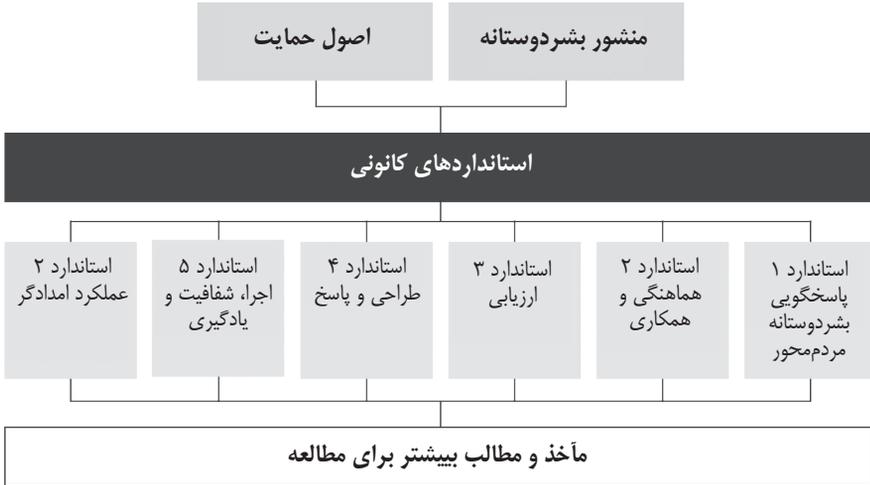 منشور بشردوستانه
اصول حمایت
استانداردهای کانونی
استاندارد ۱
پاسخگویی
بشردوستانه
مردم‌محور
استاندارد ۲
هماهنگی و
همکاری
استاندارد ۳
ارزیابی
استاندارد ۴
طراحی و پاسخ
استاندارد ۵
اجرا، شفافیت و
یادگیری
استاندارد ۲
عملکرد امدادگر
مآخذ و مطالب بییشتر برای مطالعه